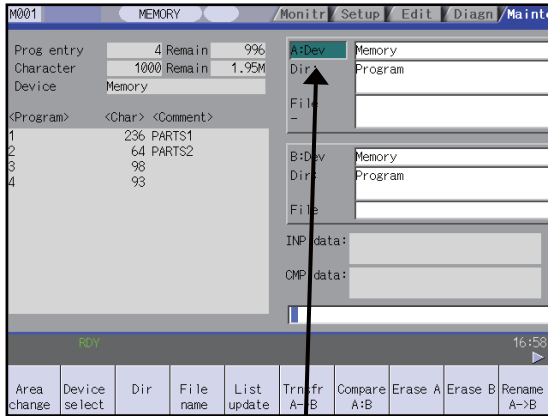 M001 MEMORY Monitr Setup Edit Diagn Mainte
Prog entry 4 Remain 996
Character 1000 Remain 1.95M
Device Memory
<Program> <Char> <Comment>
1 236 PARTS1
2 64 PARTS2
3 98
4 93
A:Dev Memory
Dir: Program
File
-
B:Dev Memory
Dir: Program
File
INP data:
CMP data:
RDY 16:58
Area change
Device select
Dir
File name
List update
Trnsfr A->B
Compare A:B
Erase A
Erase B
Rename A->B